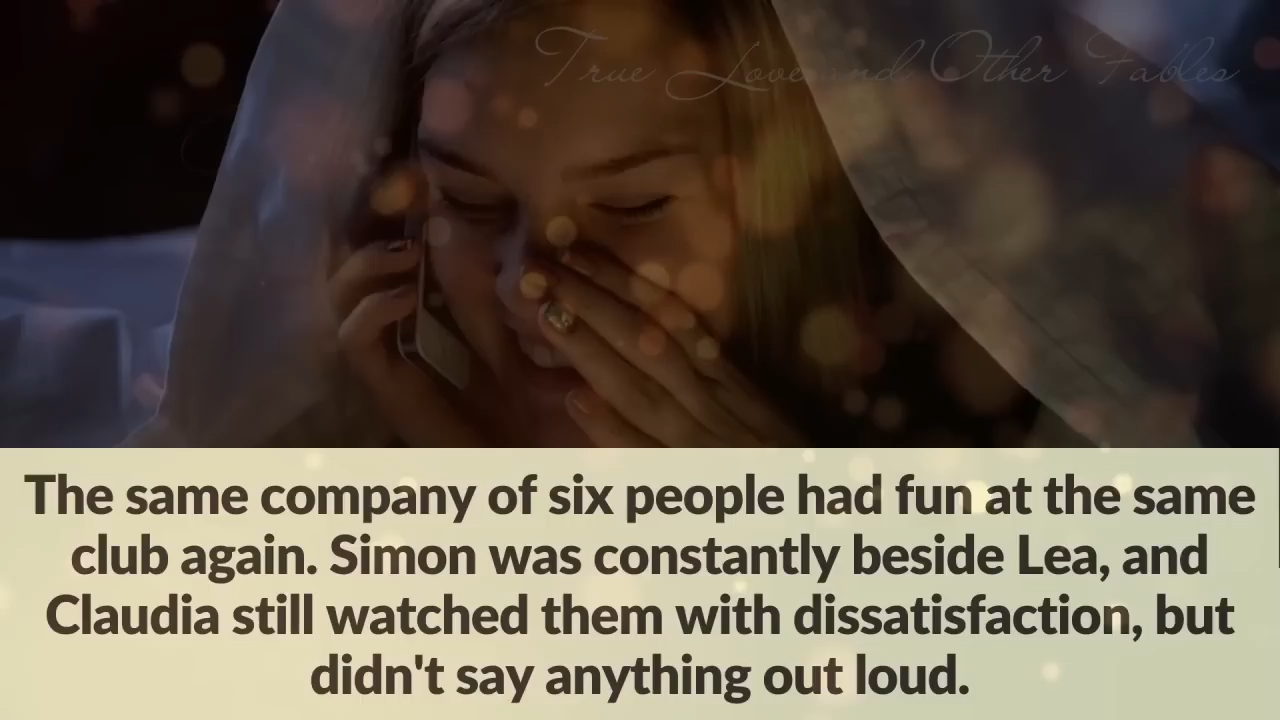 True Love and Other Fables
The same company of six people had fun at the same
club again. Simon was constantly beside Lea, and
Claudia still watched them with dissatisfaction, but
didn't say anything out loud.